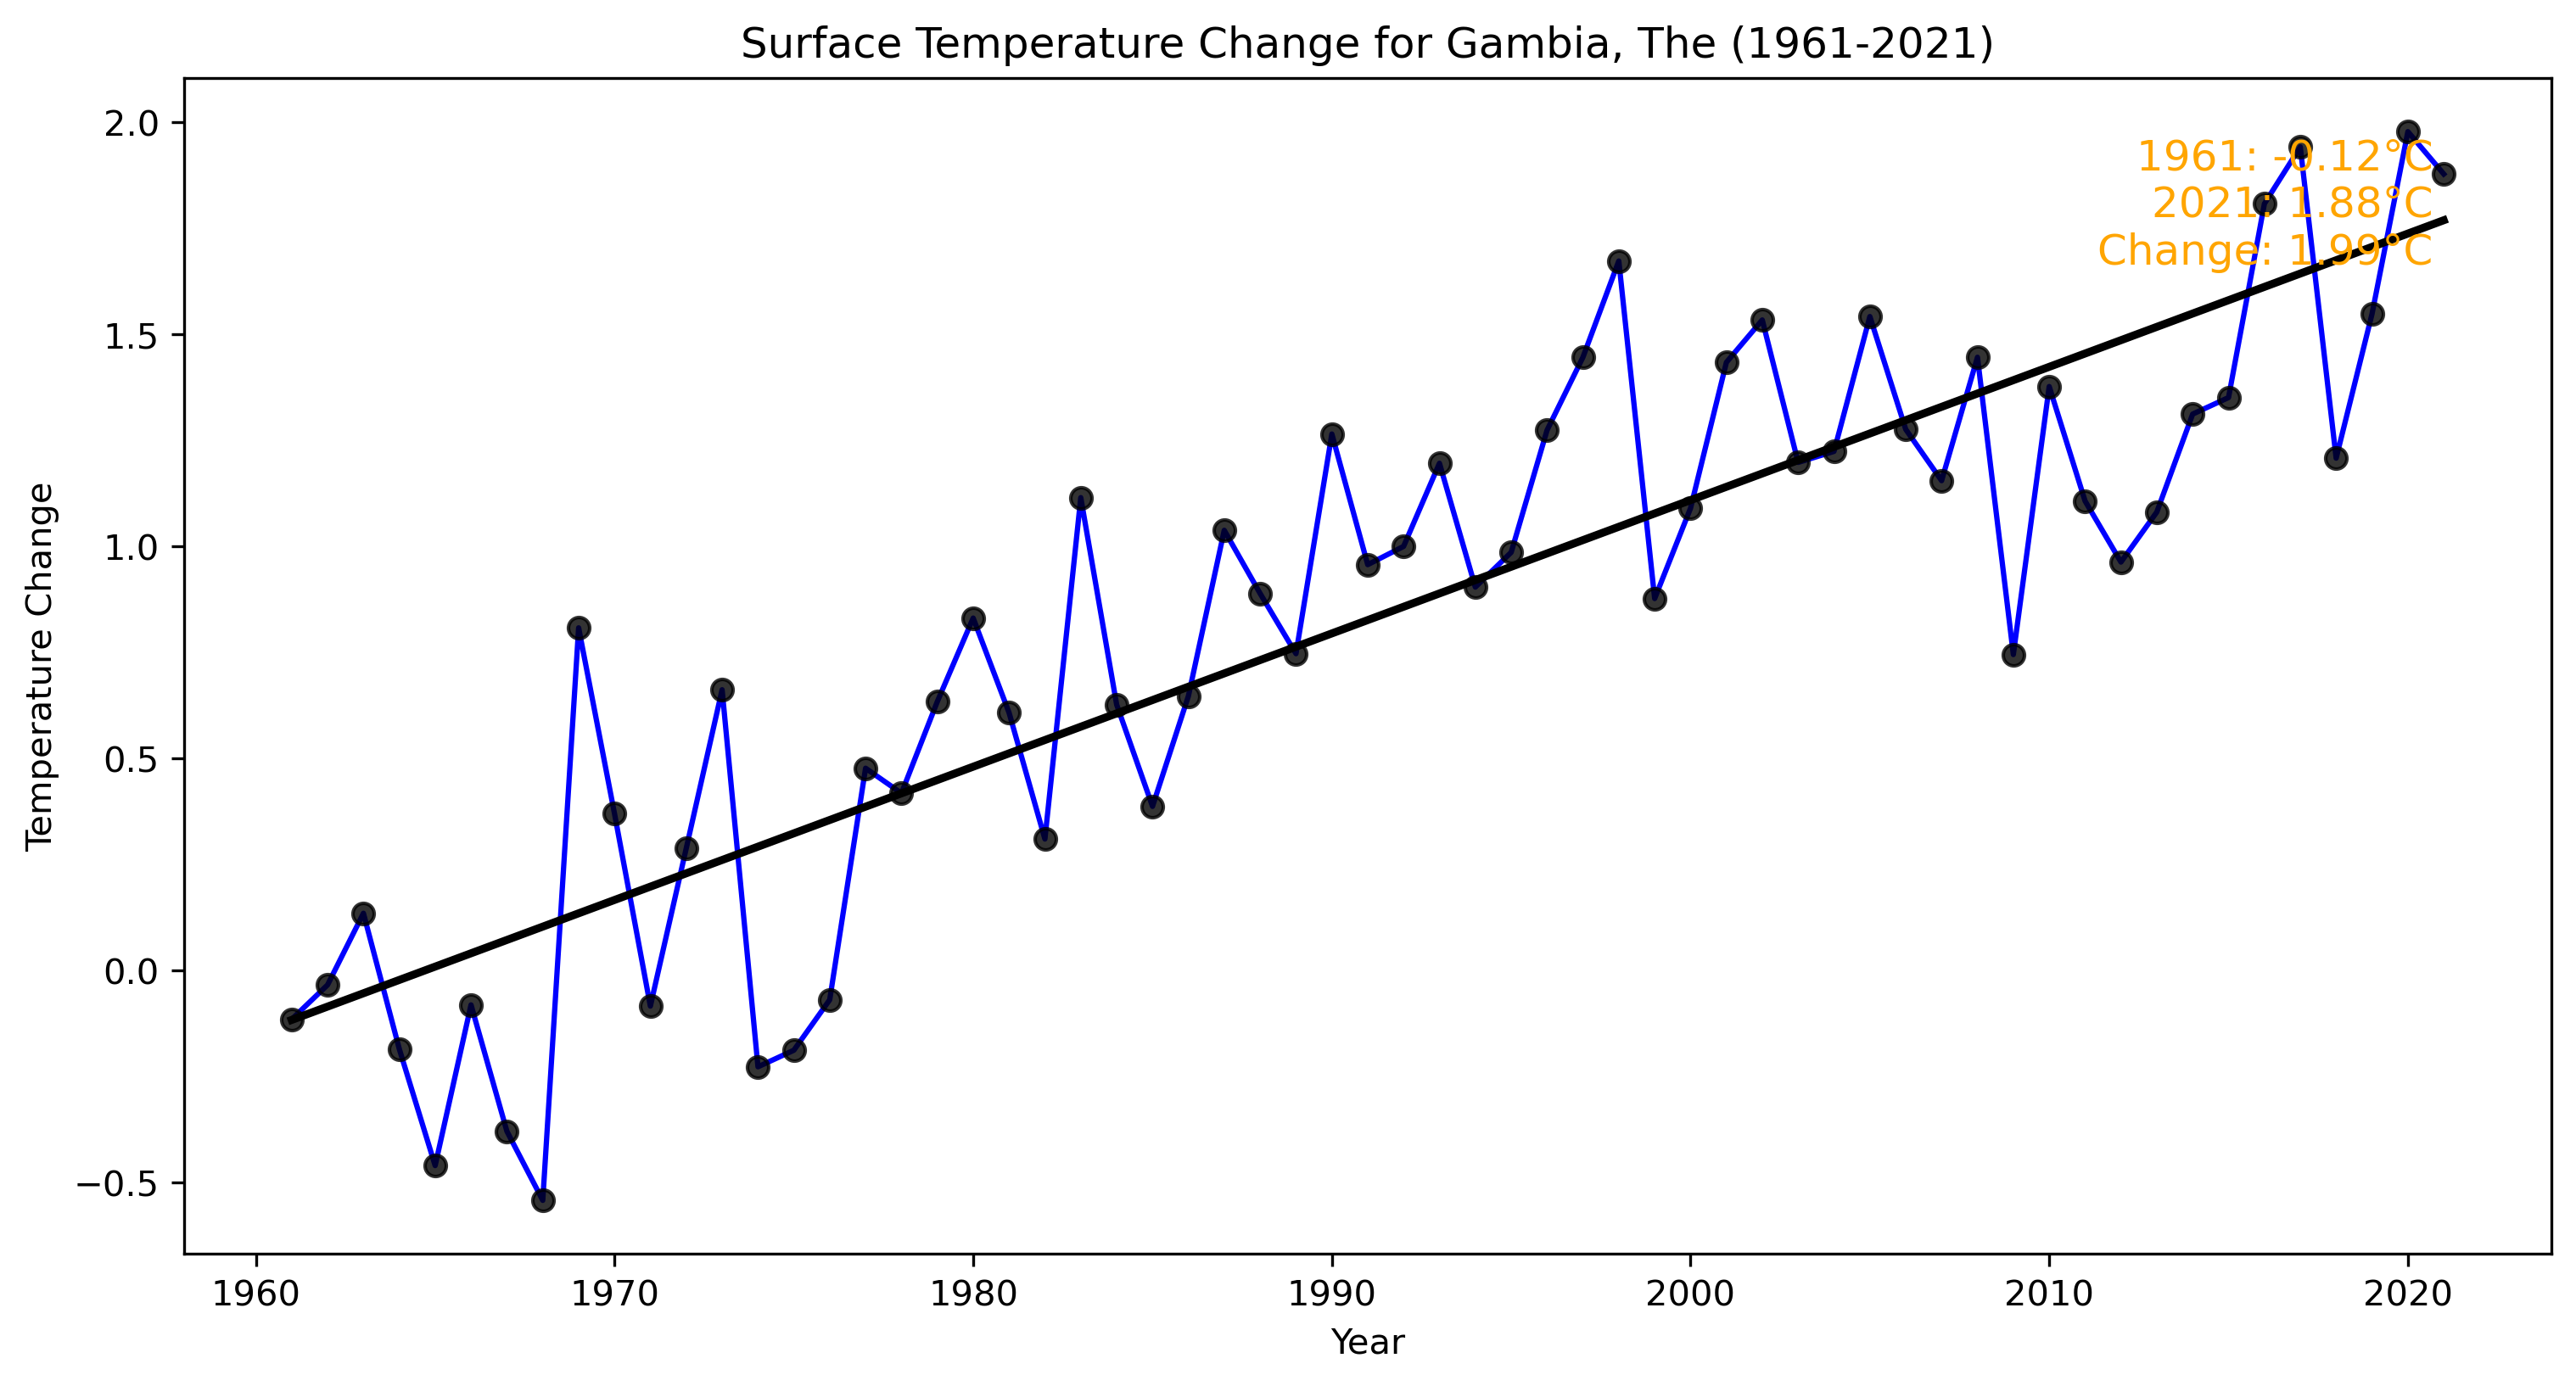 Surface Temperature Change for Gambia, The (1961-2021)
2.0
1.5
1.0
0.5
0.0
−0.5
Temperature Change
1961: -0.12°C
2021: 1.88°C
Change: 1.99°C
1960 1970 1980 1990 2000 2010 2020
Year